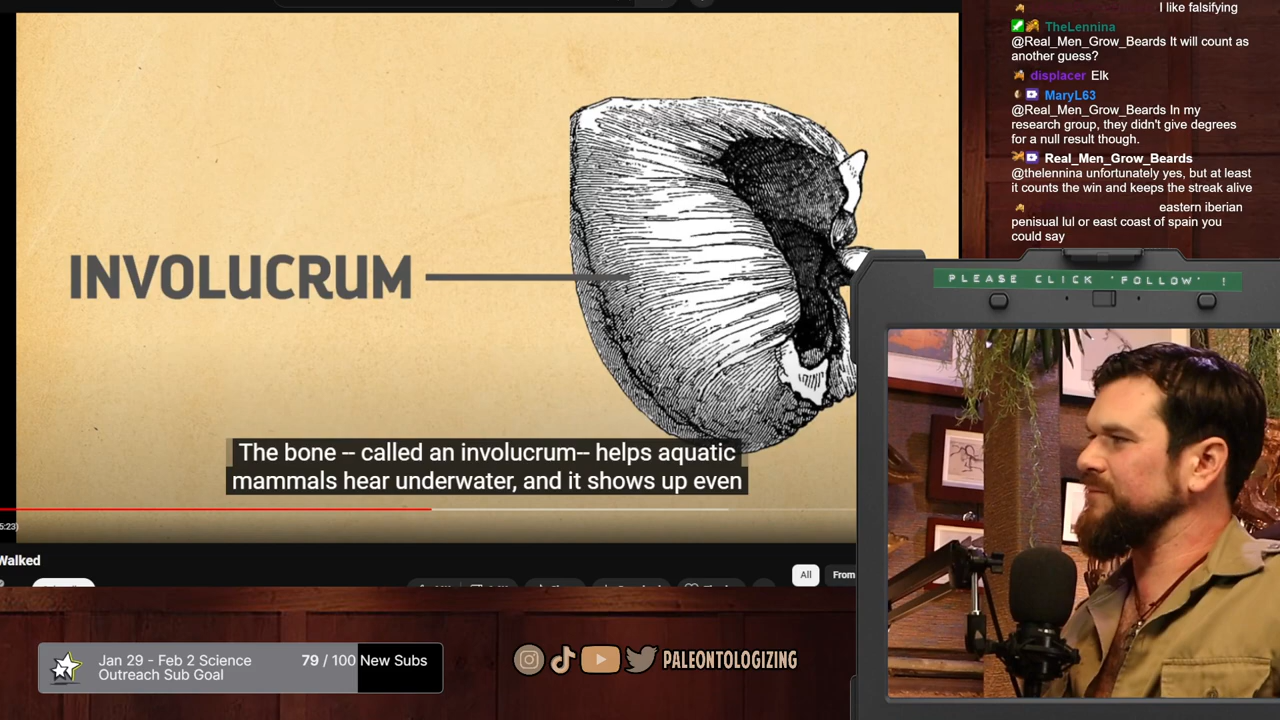 I like falsifying
TheLennina
@Real_Men_Grow_Beards It will count as
another guess?
displacer Elk
MaryL63
@Real_Men_Grow_Beards In my
research group, they didn't give degrees
for a null result though.
Real_Men_Grow_Beards
@thelennina unfortunately yes, but at least
it counts the win and keeps the streak alive
eastern iberian
penisual lul or east coast of spain you
could say
INVOLUCRUM
The bone -- called an involucrum-- helps aquatic
mammals hear underwater, and it shows up even
5:23)
Walked
All
From
PLEASE CLICK 'FOLLOW' !
Jan 29 - Feb 2 Science
Outreach Sub Goal
79 / 100 New Subs
PALEONTOLOGIZING